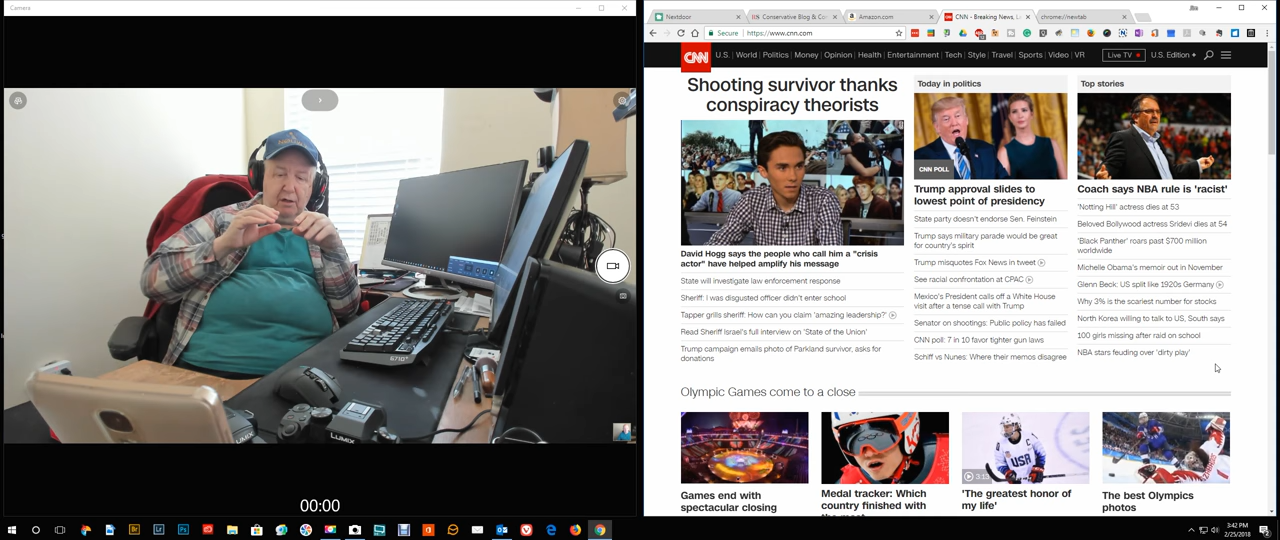 Camera
G710+
LUMIX
LUMIX
00:00
Nextdoor
Conservative Blog & Co
Amazon.com
CNN - Breaking News, L
chrome://newtab
Secure
https://www.cnn.com
CNN
U.S. World Politics Money Opinion Health Entertainment Tech Style Travel Sports Video VR
Live TV
U.S. Edition +
Shooting survivor thanks
conspiracy theorists
David Hogg says the people who call him a "crisis
actor" have helped amplify his message
State will investigate law enforcement response
Sheriff: I was disgusted officer didn't enter school
Tapper grills sheriff: How can you claim 'amazing leadership?'
Read Sheriff Israel's full interview on 'State of the Union'
Trump campaign emails photo of Parkland survivor, asks for
donations
Today in politics
CNN POLL
Trump approval slides to
lowest point of presidency
State party doesn't endorse Sen. Feinstein
Trump says military parade would be great
for country's spirit
Trump misquotes Fox News in tweet
See racial confrontation at CPAC
Mexico's President calls off a White House
visit after a tense call with Trump
Senator on shootings: Public policy has failed
CNN poll: 7 in 10 favor tighter gun laws
Schiff vs Nunes: Where their memos disagree
Top stories
Coach says NBA rule is 'racist'
'Notting Hill' actress dies at 53
Beloved Bollywood actress Sridevi dies at 54
'Black Panther' roars past $700 million
worldwide
Michelle Obama's memoir out in November
Glenn Beck: US split like 1920s Germany
Why 3% is the scariest number for stocks
North Korea willing to talk to US, South says
100 girls missing after raid on school
NBA stars feuding over 'dirty play'
Olympic Games come to a close
USA
3:13
Games end with
spectacular closing
Medal tracker: Which
country finished with
'The greatest honor of
my life'
The best Olympics
photos
Br
Lr
Ps
3:42 PM
2/25/2018